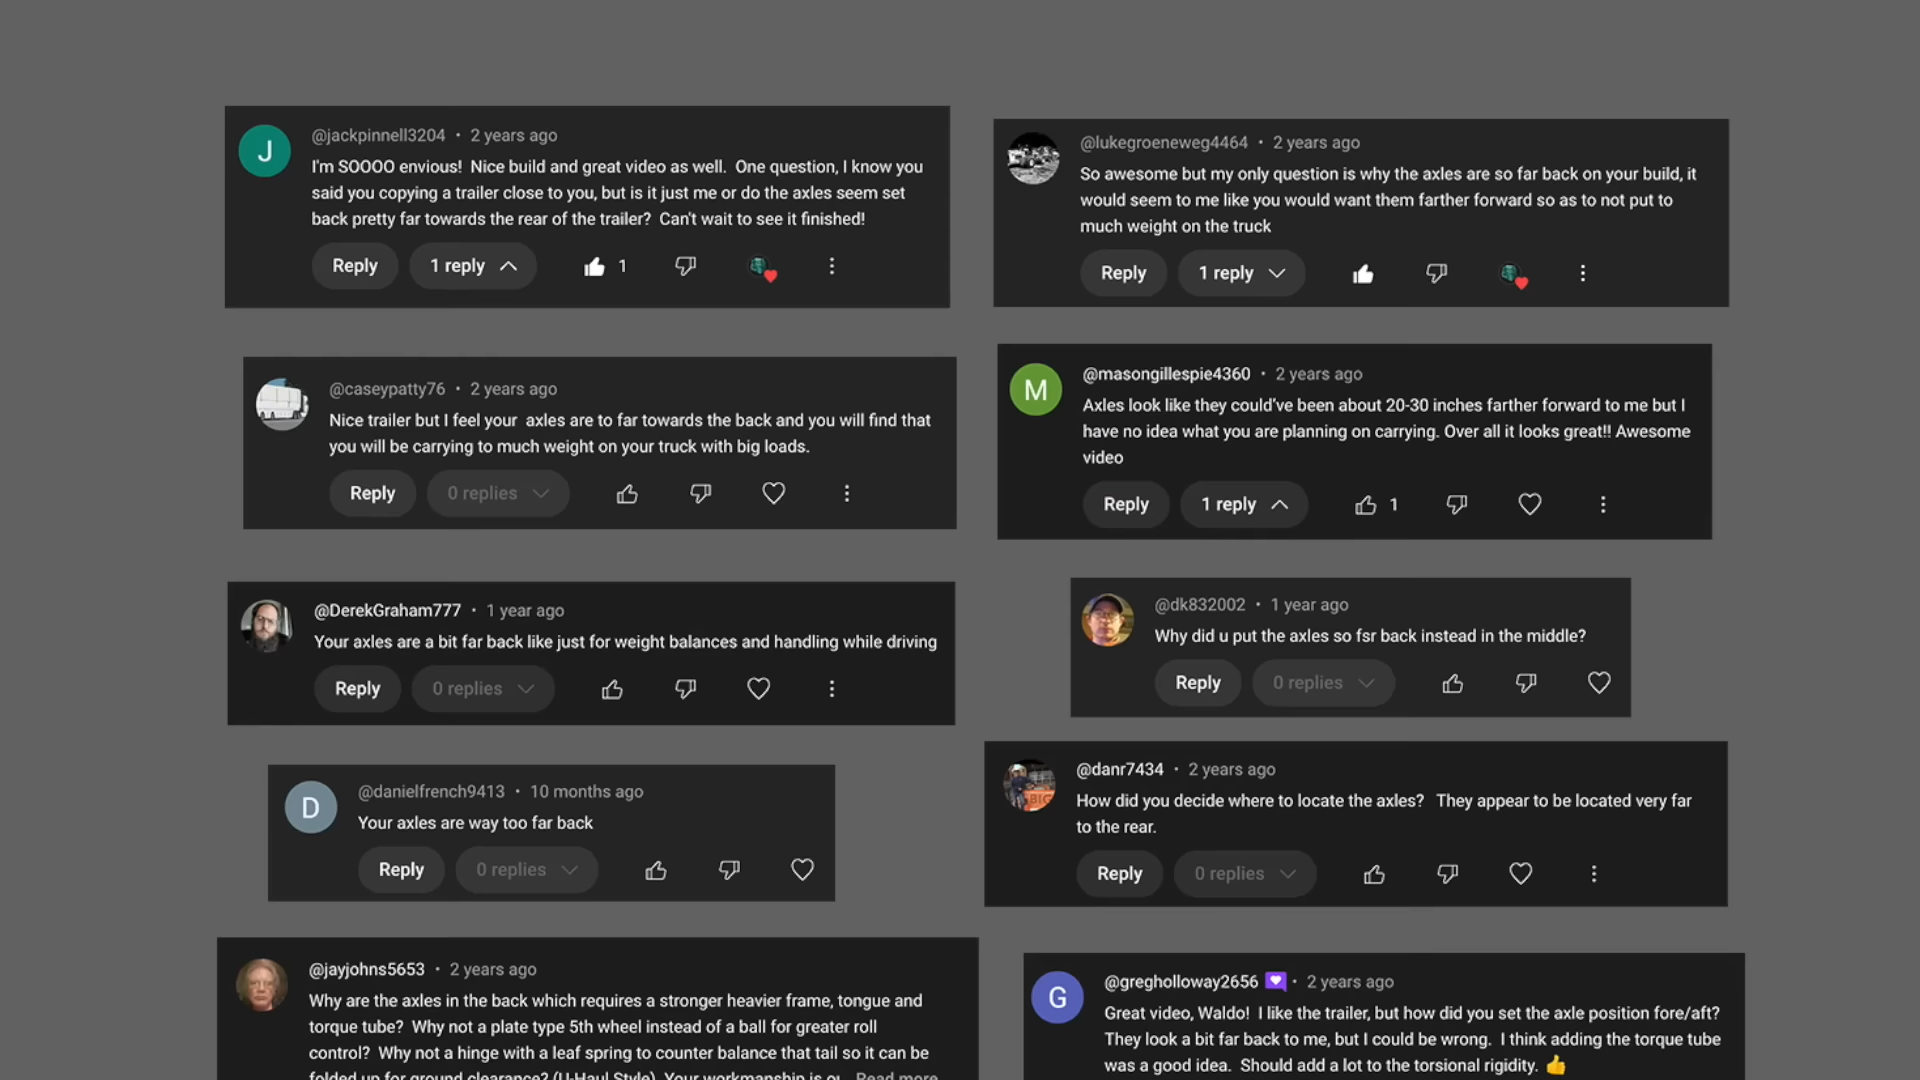 J
@jackpinnell3204 • 2 years ago
I'm SOOOO envious! Nice build and great video as well. One question, I know you
said you copying a trailer close to you, but is it just me or do the axles seem set
back pretty far towards the rear of the trailer? Can't wait to see it finished!
Reply 1 reply 1
@lukegroeneweg4464 • 2 years ago
So awesome but my only question is why the axles are so far back on your build, it
would seem to me like you would want them farther forward so as to not put to
much weight on the truck
Reply 1 reply
@caseypatty76 • 2 years ago
Nice trailer but I feel your axles are to far towards the back and you will find that
you will be carrying to much weight on your truck with big loads.
Reply 0 replies
M
@masongillespie4360 • 2 years ago
Axles look like they could've been about 20-30 inches farther forward to me but I
have no idea what you are planning on carrying. Over all it looks great!! Awesome
video
Reply 1 reply 1
@DerekGraham777 • 1 year ago
Your axles are a bit far back like just for weight balances and handling while driving
Reply 0 replies
@dk832002 • 1 year ago
Why did u put the axles so fsr back instead in the middle?
Reply 0 replies
D
@danielfrench9413 • 10 months ago
Your axles are way too far back
Reply 0 replies
BIG
@danr7434 • 2 years ago
How did you decide where to locate the axles? They appear to be located very far
to the rear.
Reply 0 replies
@jayjohns5653 • 2 years ago
Why are the axles in the back which requires a stronger heavier frame, tongue and
torque tube? Why not a plate type 5th wheel instead of a ball for greater roll
control? Why not a hinge with a leaf spring to counter balance that tail so it can be
folded up for ground clearance? (U-Haul Style) Your workmanship is Read more
G
@gregholloway2656 • 2 years ago
Great video, Waldo! I like the trailer, but how did you set the axle position fore/aft?
They look a bit far back to me, but I could be wrong. I think adding the torque tube
was a good idea. Should add a lot to the torsional rigidity. 👍